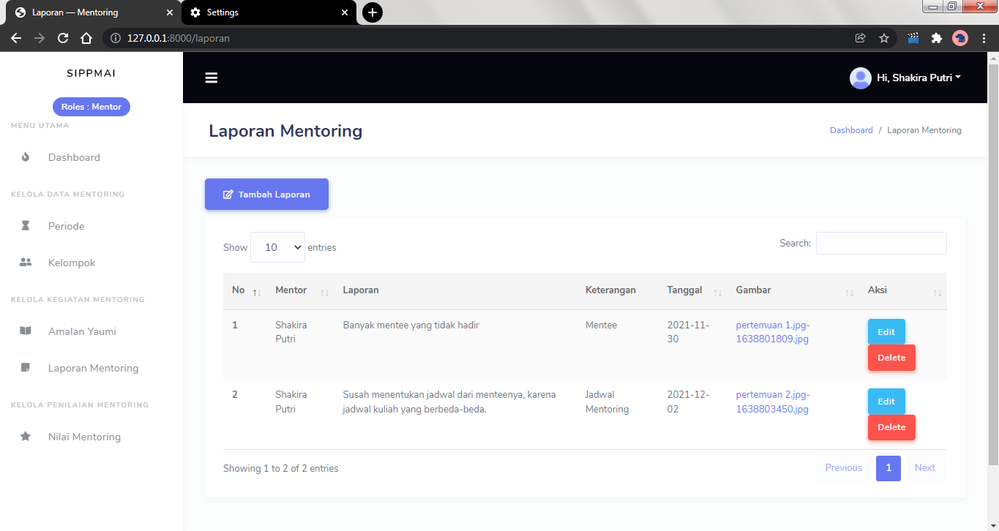 Laporan — Mentoring
Settings
127.0.0.1:8000/laporan
SIPPMAI
Roles : Mentor
MENU UTAMA
Dashboard
KELOLA DATA MENTORING
Periode
Kelompok
KELOLA KEGIATAN MENTORING
Amalan Yaumi
Laporan Mentoring
KELOLA PENILAIAN MENTORING
Nilai Mentoring
Hi, Shakira Putri
Laporan Mentoring
Dashboard / Laporan Mentoring
Tambah Laporan
Show 10 entries
Search:
No Mentor Laporan Keterangan Tanggal Gambar Aksi
1 Shakira Banyak mentee yang tidak hadir Mentee 2021-11- pertemuan 1.jpg- Edit
Putri 30 1638801809.jpg
Delete
2 Shakira Susah menentukan jadwal dari menteenya, karena Jadwal 2021-12- pertemuan 2.jpg- Edit
Putri jadwal kuliah yang berbeda-beda. Mentoring 02 1638803450.jpg
Delete
Showing 1 to 2 of 2 entries
Previous 1 Next